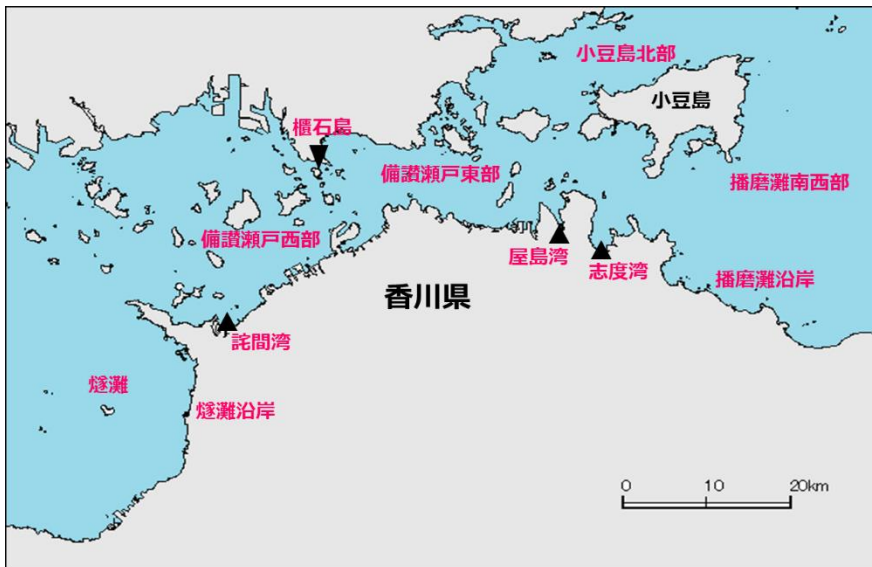 小豆島北部
小豆島
櫃石島
備讃瀬戸東部
播磨灘南西部
備讃瀬戸西部
屋島湾
志度湾
播磨灘沿岸
香川県
詫間湾
燧灘
燧灘沿岸
0 10 20km